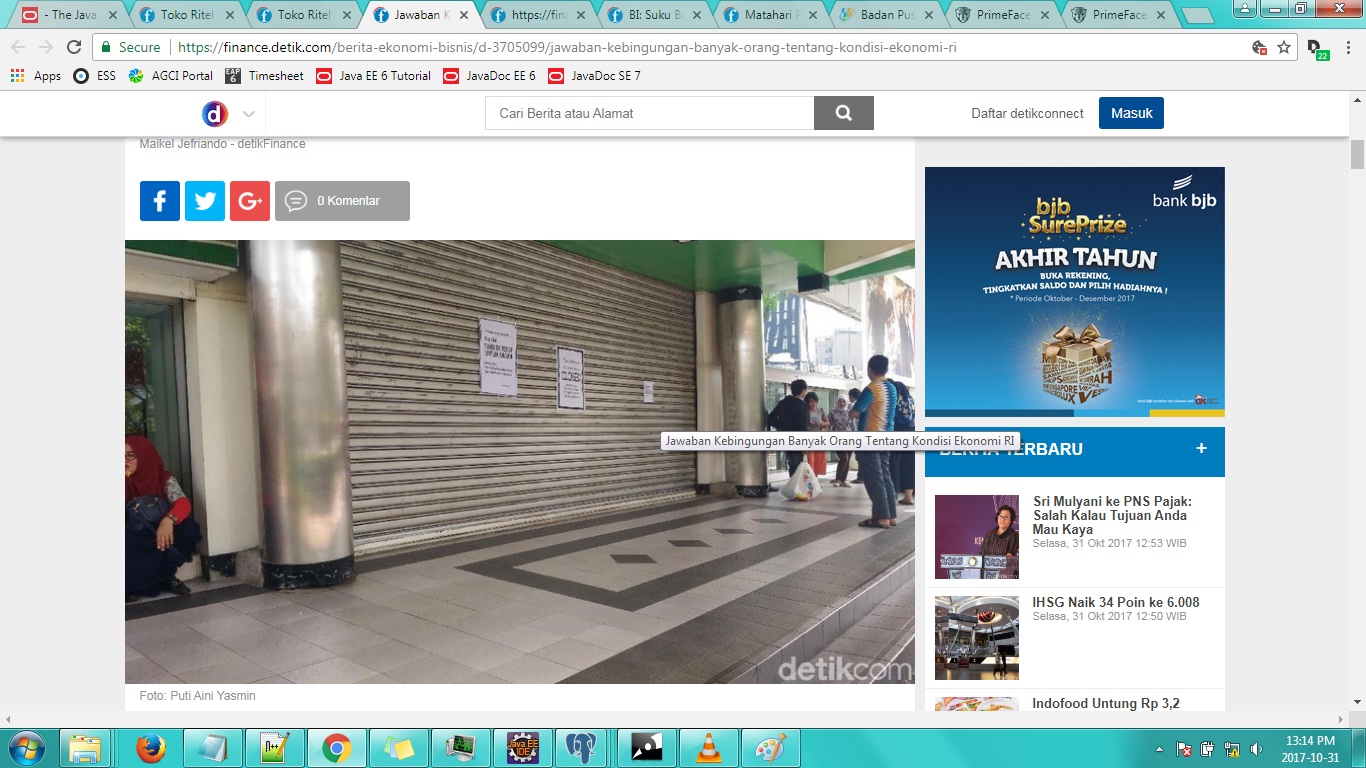 - The Java
Toko Ritel
Toko Ritel
Jawaban K
https://fina
BI: Suku B
Matahari
Badan Pus
PrimeFace
PrimeFace
Secure
https://finance.detik.com/berita-ekonomi-bisnis/d-3705099/jawaban-kebingungan-banyak-orang-tentang-kondisi-ekonomi-ri
22
Apps
ESS
AGCI Portal
EAP 6
Timesheet
Java EE 6 Tutorial
JavaDoc EE 6
JavaDoc SE 7
d
Cari Berita atau Alamat
Daftar detikconnect
Masuk
Maikel Jefriando - detikFinance
f
G+
0 Komentar
CLOSED
detikcom
Foto: Puti Aini Yasmin
Jawaban Kebingungan Banyak Orang Tentang Kondisi Ekonomi RI
bank bjb
bjb
SurePrize
AKHIR TAHUN
BUKA REKENING,
TINGKATKAN SALDO DAN PILIH HADIAHNYA !
* Periode Oktober - Desember 2017
TERBARU
+
Sri Mulyani ke PNS Pajak:
Salah Kalau Tujuan Anda
Mau Kaya
Selasa, 31 Okt 2017 12:53 WIB
IHSG Naik 34 Poin ke 6.008
Selasa, 31 Okt 2017 12:50 WIB
Indofood Untung Rp 3,2
Java EE
IDE
13:14 PM
2017-10-31